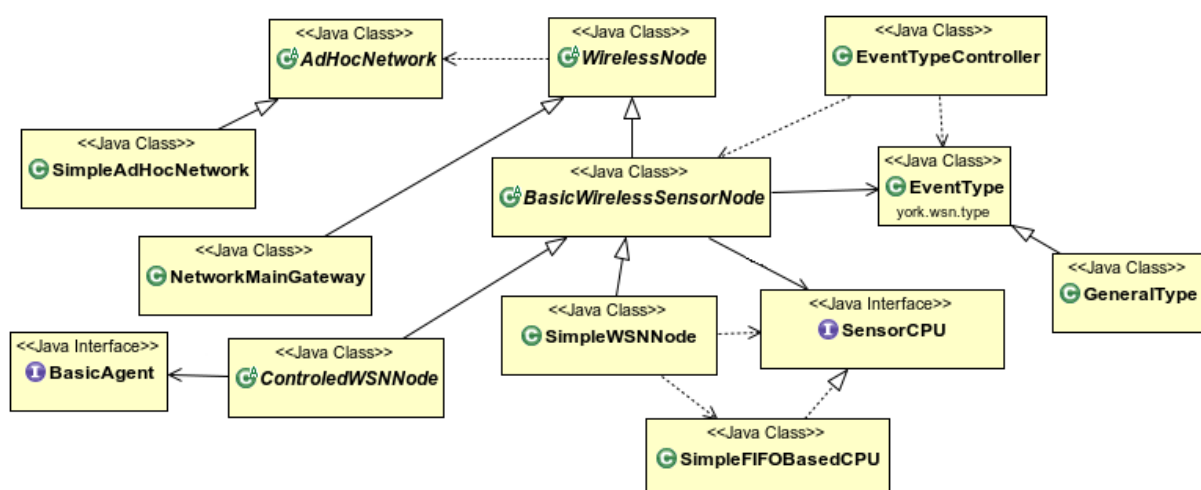 <<Java Class>>
AdHocNetwork
<<Java Class>>
WirelessNode
<<Java Class>>
EventTypeController
<<Java Class>>
SimpleAdHocNetwork
<<Java Class>>
BasicWirelessSensorNode
<<Java Class>>
EventType
york.wsn.type
<<Java Class>>
NetworkMainGateway
<<Java Class>>
GeneralType
<<Java Class>>
SimpleWSNNode
<<Java Interface>>
SensorCPU
<<Java Interface>>
BasicAgent
<<Java Class>>
ControledWSNNode
<<Java Class>>
SimpleFIFOBasedCPU